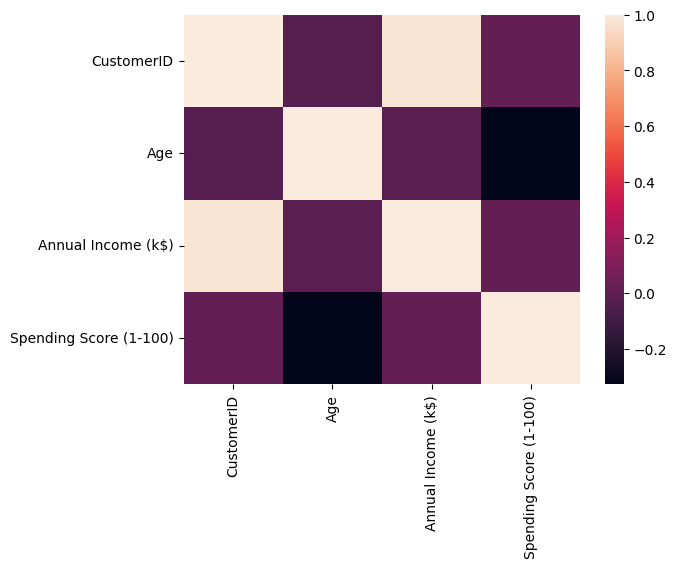 CustomerID
Age
Annual Income (k$)
Spending Score (1-100)
CustomerID
Age
Annual Income (k$)
Spending Score (1-100)
1.0
0.8
0.6
0.4
0.2
0.0
−0.2